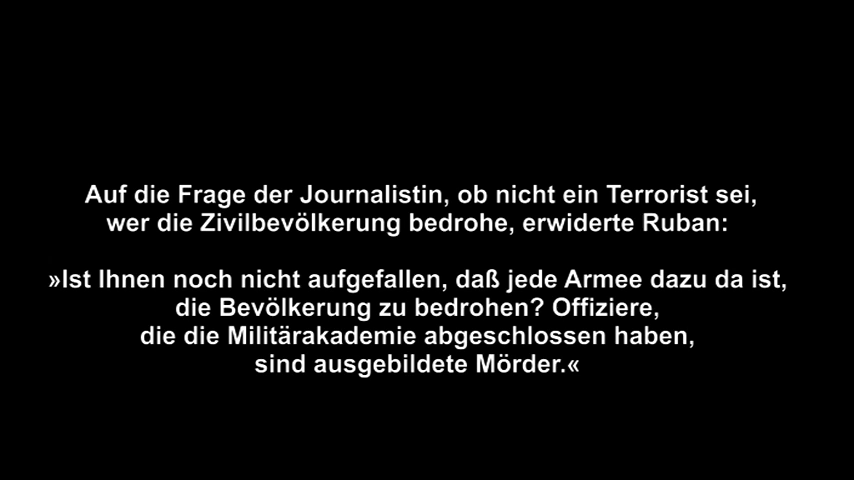 Auf die Frage der Journalistin, ob nicht ein Terrorist sei,
wer die Zivilbevölkerung bedrohe, erwiderte Ruban:
»Ist Ihnen noch nicht aufgefallen, daß jede Armee dazu da ist,
die Bevölkerung zu bedrohen? Offiziere,
die die Militärakademie abgeschlossen haben,
sind ausgebildete Mörder.«